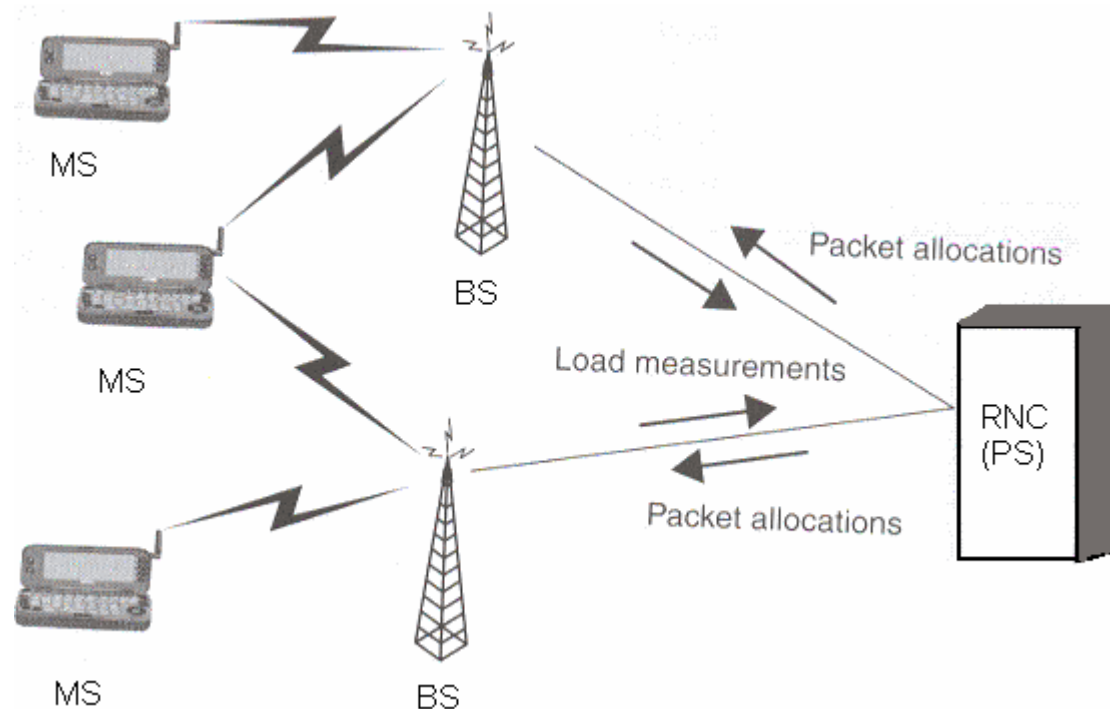 MS
BS
Packet allocations
MS
Load measurements
RNC
(PS)
Packet allocations
MS
BS